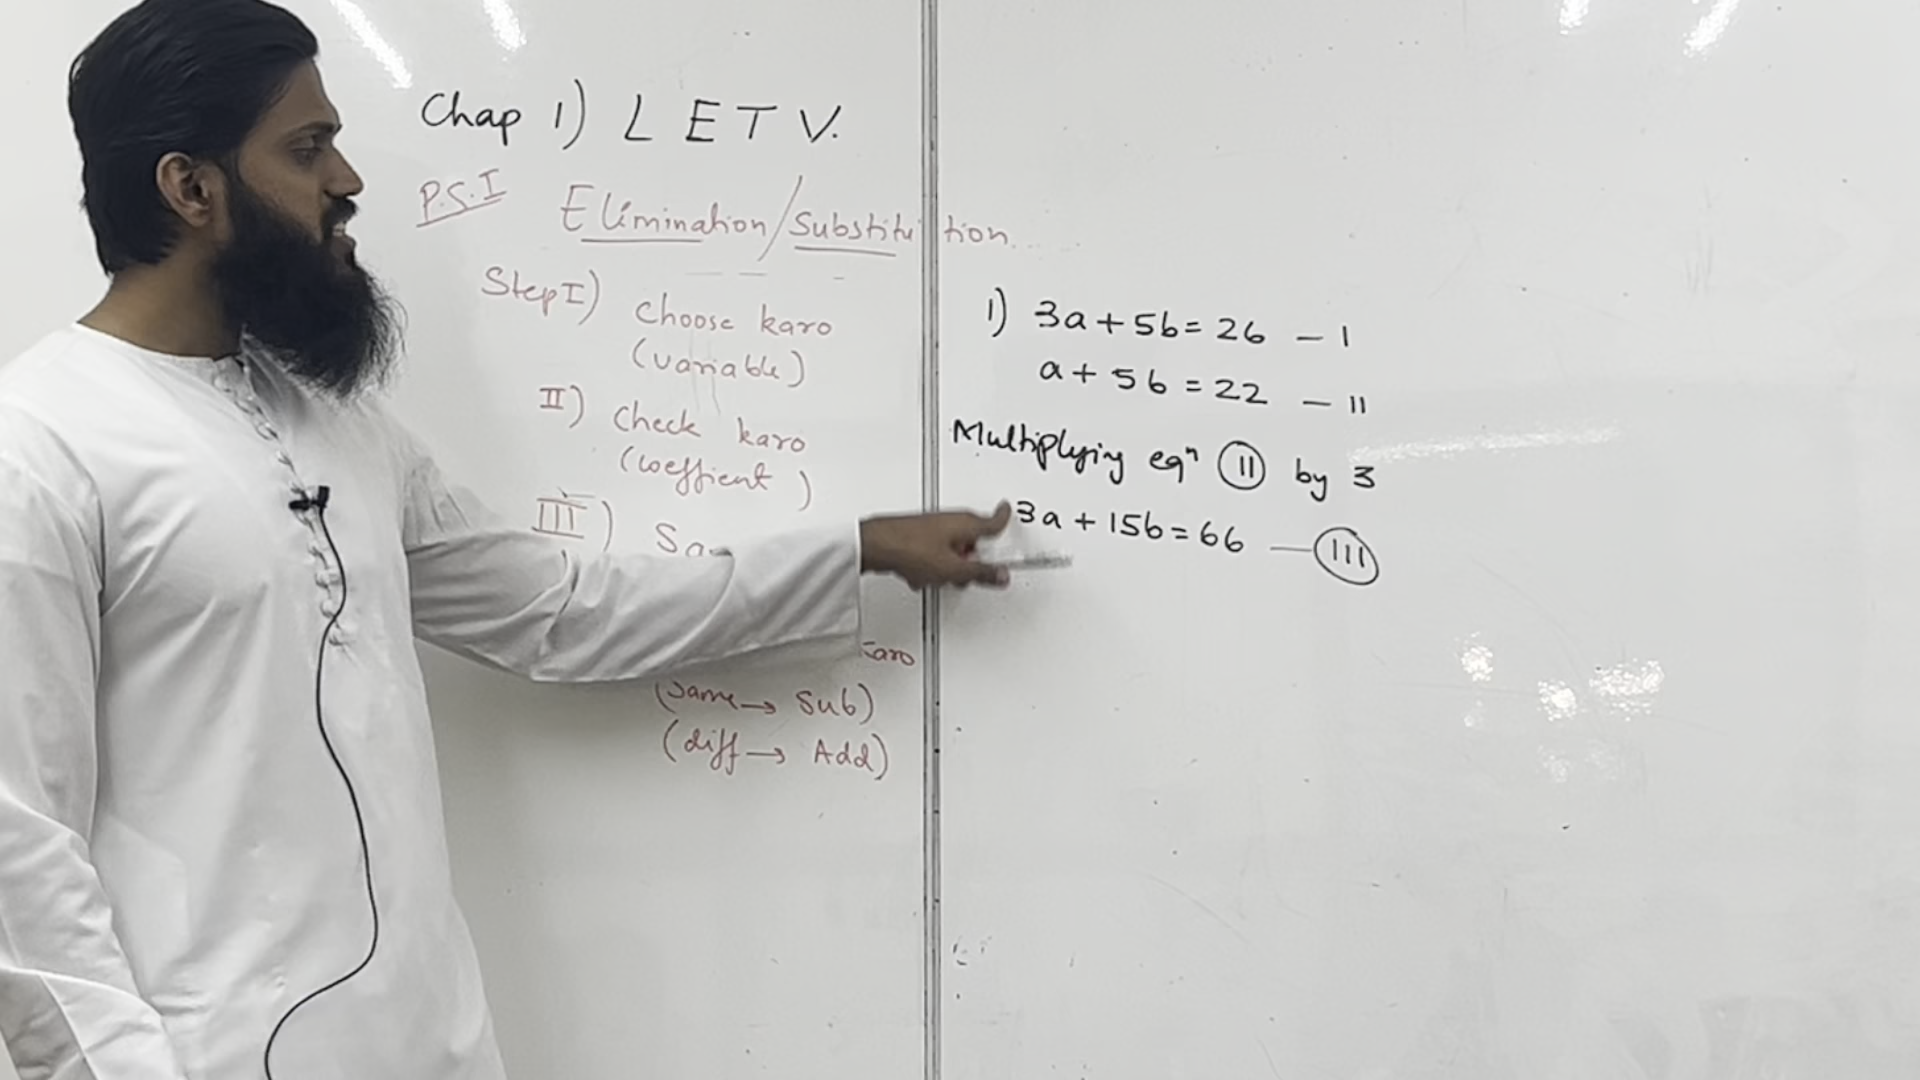 Chap 1) L E T V.
P.S.I Elimination/Substitution
Step I) choose karo
(variable)
II) Check karo
(coeffient)
III)
karo
(same → Sub)
(diff → Add)
1) 3a + 5b = 26 – I
a + 5b = 22 – II
Multiplying eqⁿ II by 3
3a + 15b = 66 – III